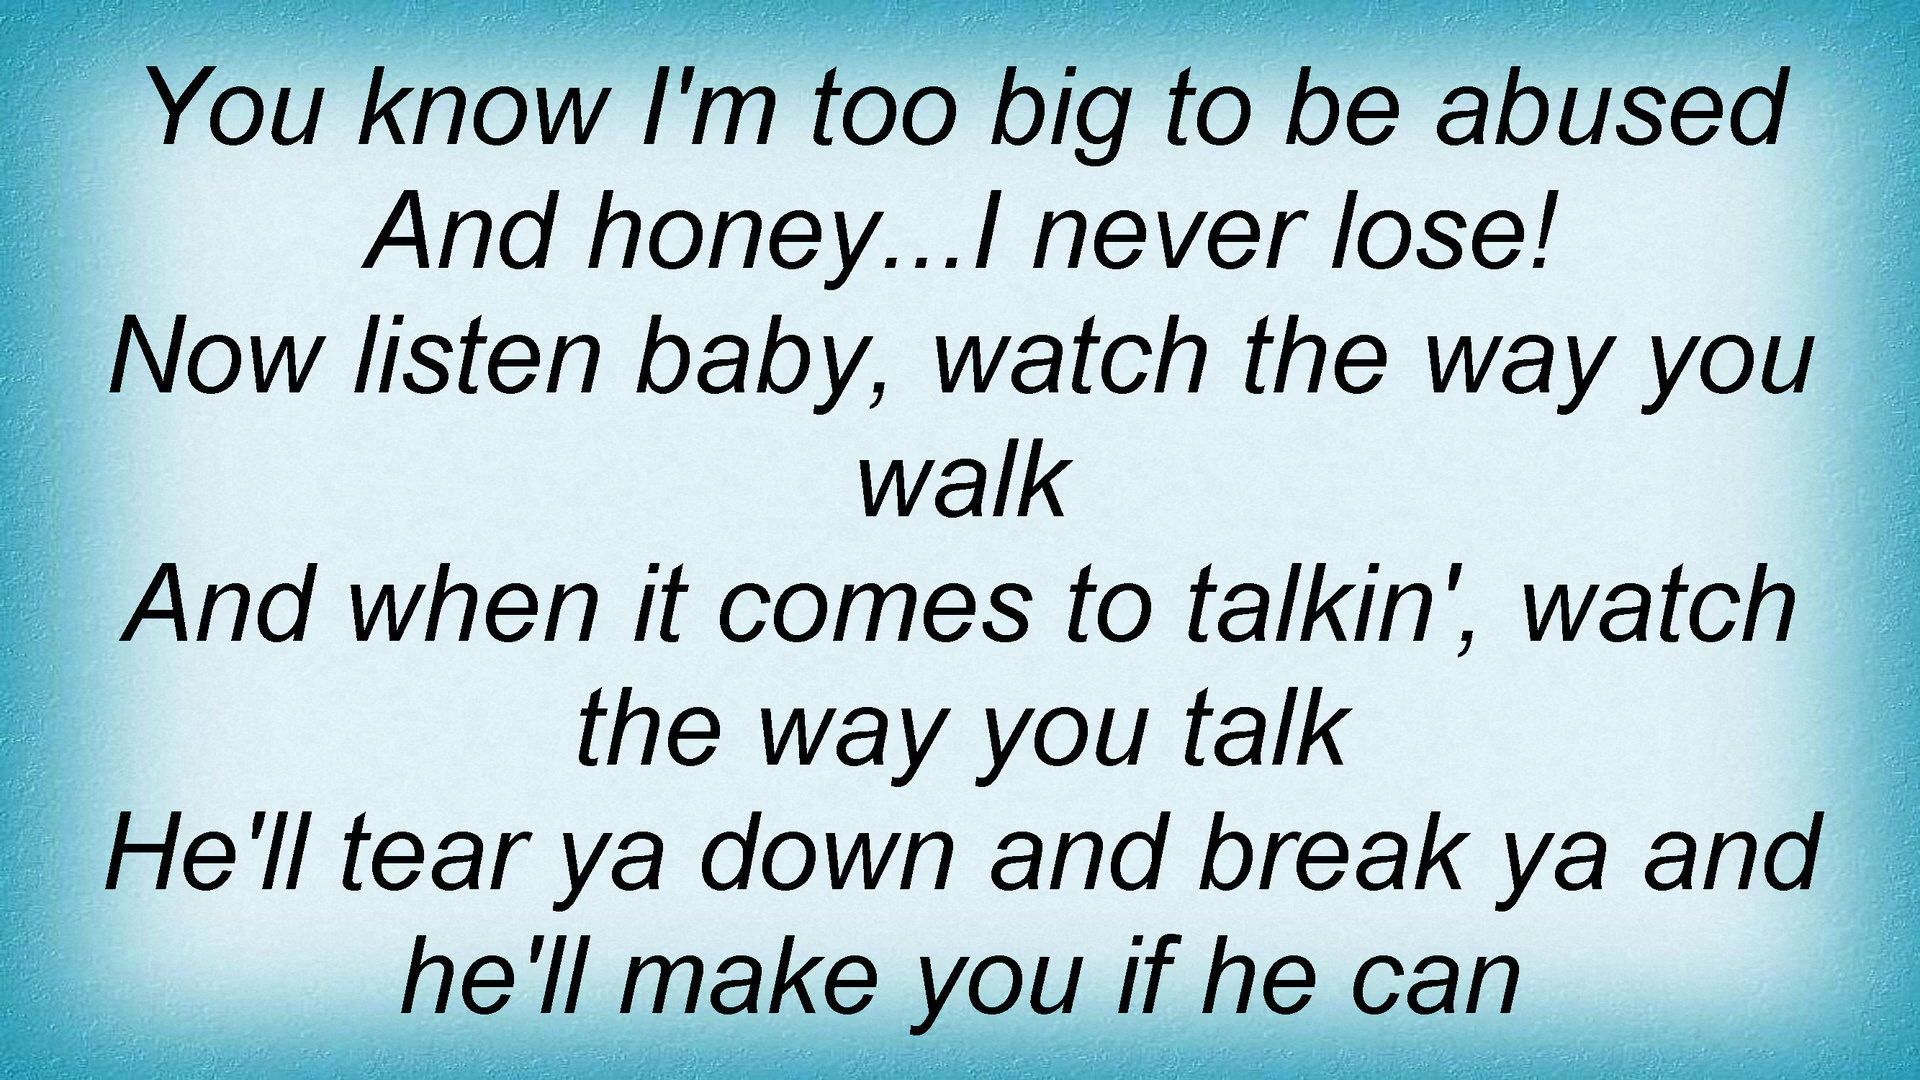 You know I'm too big to be abused
And honey...I never lose!
Now listen baby, watch the way you
walk
And when it comes to talkin', watch
the way you talk
He'll tear ya down and break ya and
he'll make you if he can